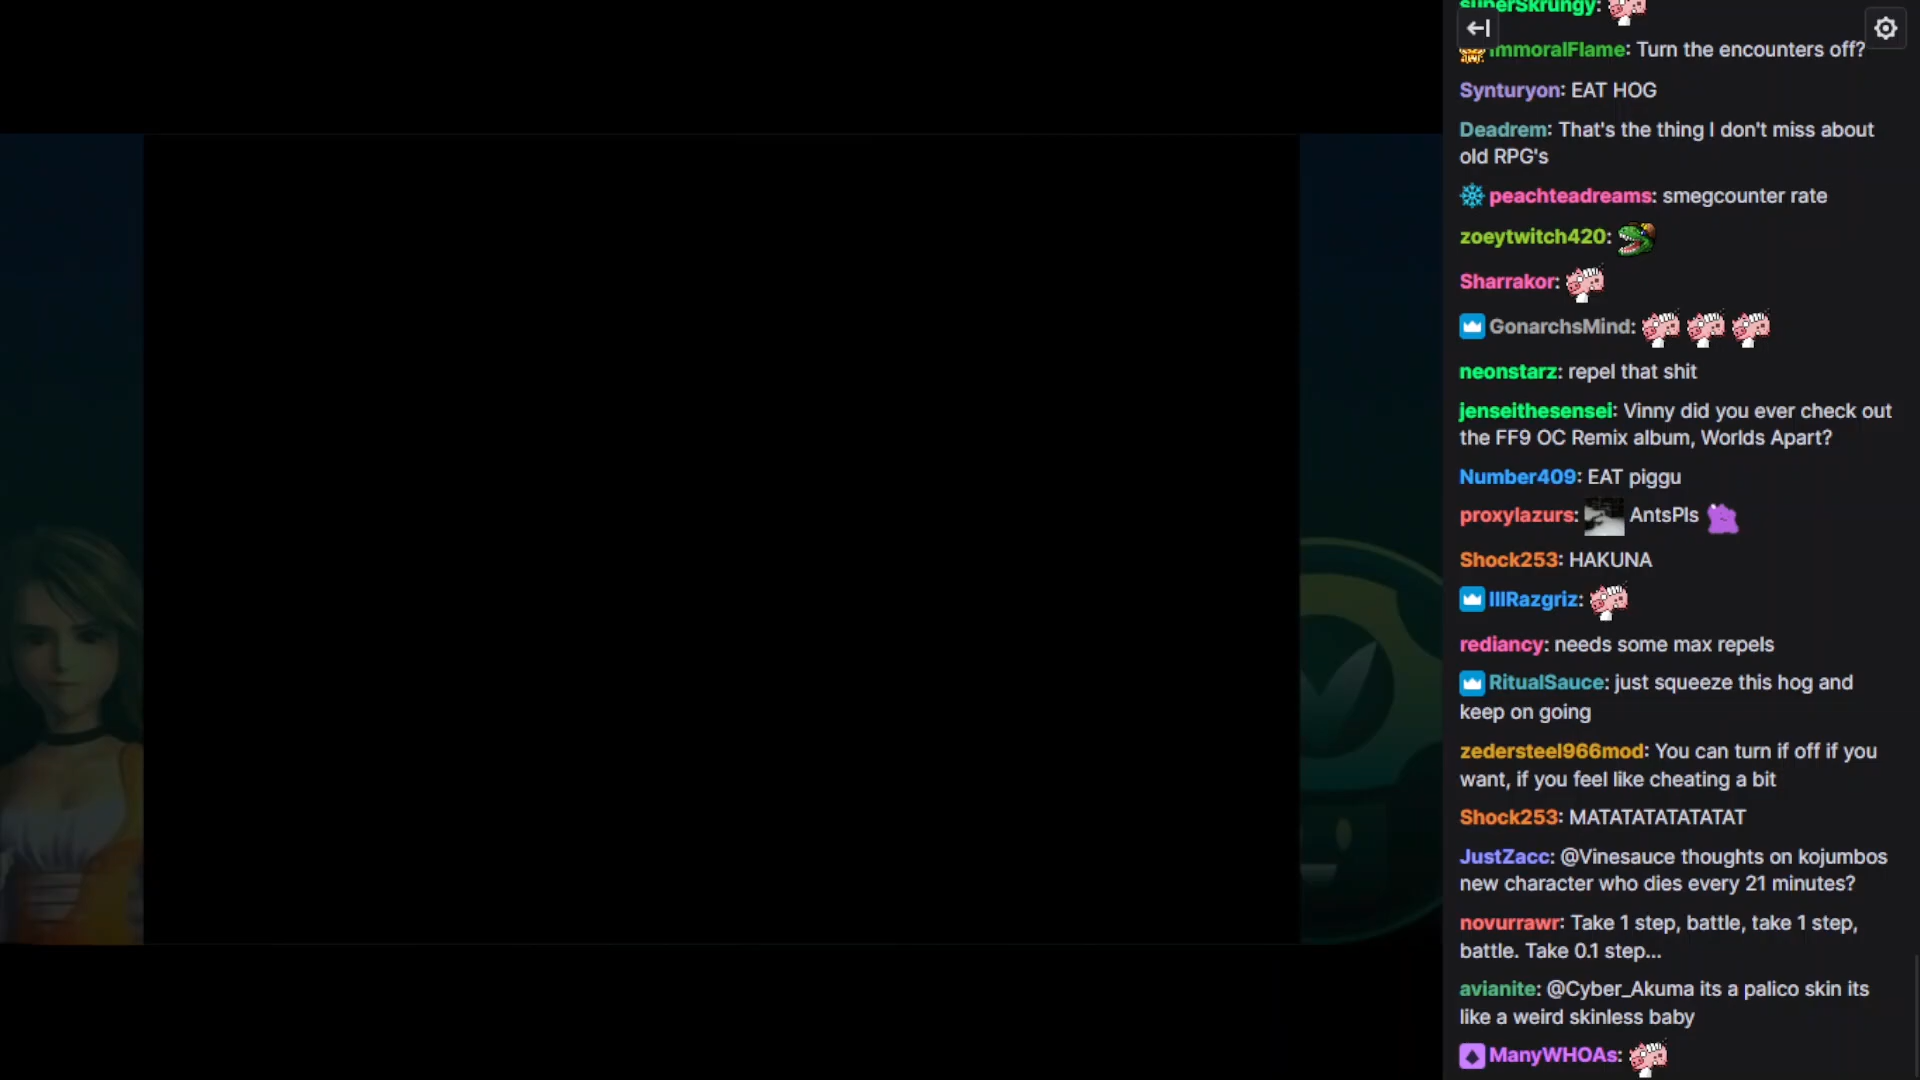 superSkrungy:
ImmoralFlame: Turn the encounters off?
Synturyon: EAT HOG
Deadrem: That's the thing I don't miss about
old RPG's
peachteadreams: smegcounter rate
zoeytwitch420:
Sharrakor:
GonarchsMind:
neonstarz: repel that shit
jenseithesensei: Vinny did you ever check out
the FF9 OC Remix album, Worlds Apart?
Number409: EAT piggu
proxylazurs: AntsPls
Shock253: HAKUNA
IllRazgriz:
rediancy: needs some max repels
RitualSauce: just squeeze this hog and
keep on going
zedersteel966mod: You can turn if off if you
want, if you feel like cheating a bit
Shock253: MATATATATATATAT
JustZacc: @Vinesauce thoughts on kojumbos
new character who dies every 21 minutes?
novurrawr: Take 1 step, battle, take 1 step,
battle. Take 0.1 step...
avianite: @Cyber_Akuma its a palico skin its
like a weird skinless baby
ManyWHOAs: